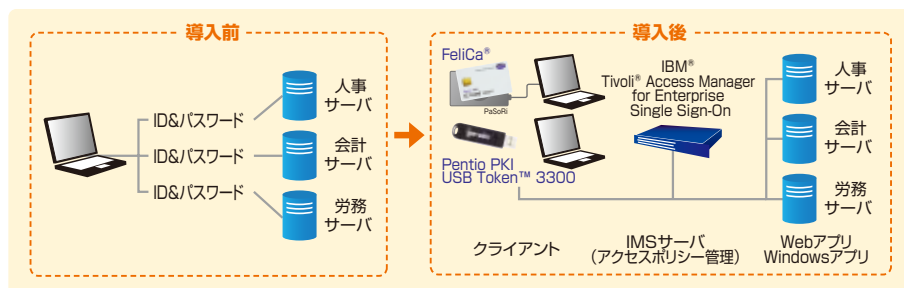 導入前
ID&パスワード
ID&パスワード
ID&パスワード
人事
サーバ
会計
サーバ
労務
サーバ
導入後
FeliCa®
PaSoRi
Pentio PKI
USB Token™ 3300
クライアント
IBM®
Tivoli® Access Manager
for Enterprise
Single Sign-On
IMSサーバ
(アクセスポリシー管理)
人事
サーバ
会計
サーバ
労務
サーバ
Webアプリ
Windowsアプリ